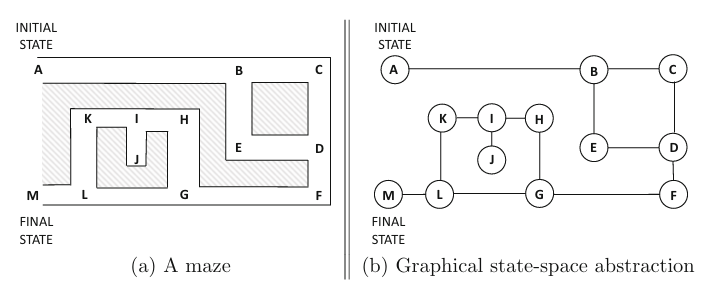 INITIAL
STATE
A B C
K I H
J
E D
M L G F
FINAL
STATE
(a) A maze
INITIAL
STATE
A B C
K I H
J
E D
M L G F
FINAL
STATE
(b) Graphical state-space abstraction